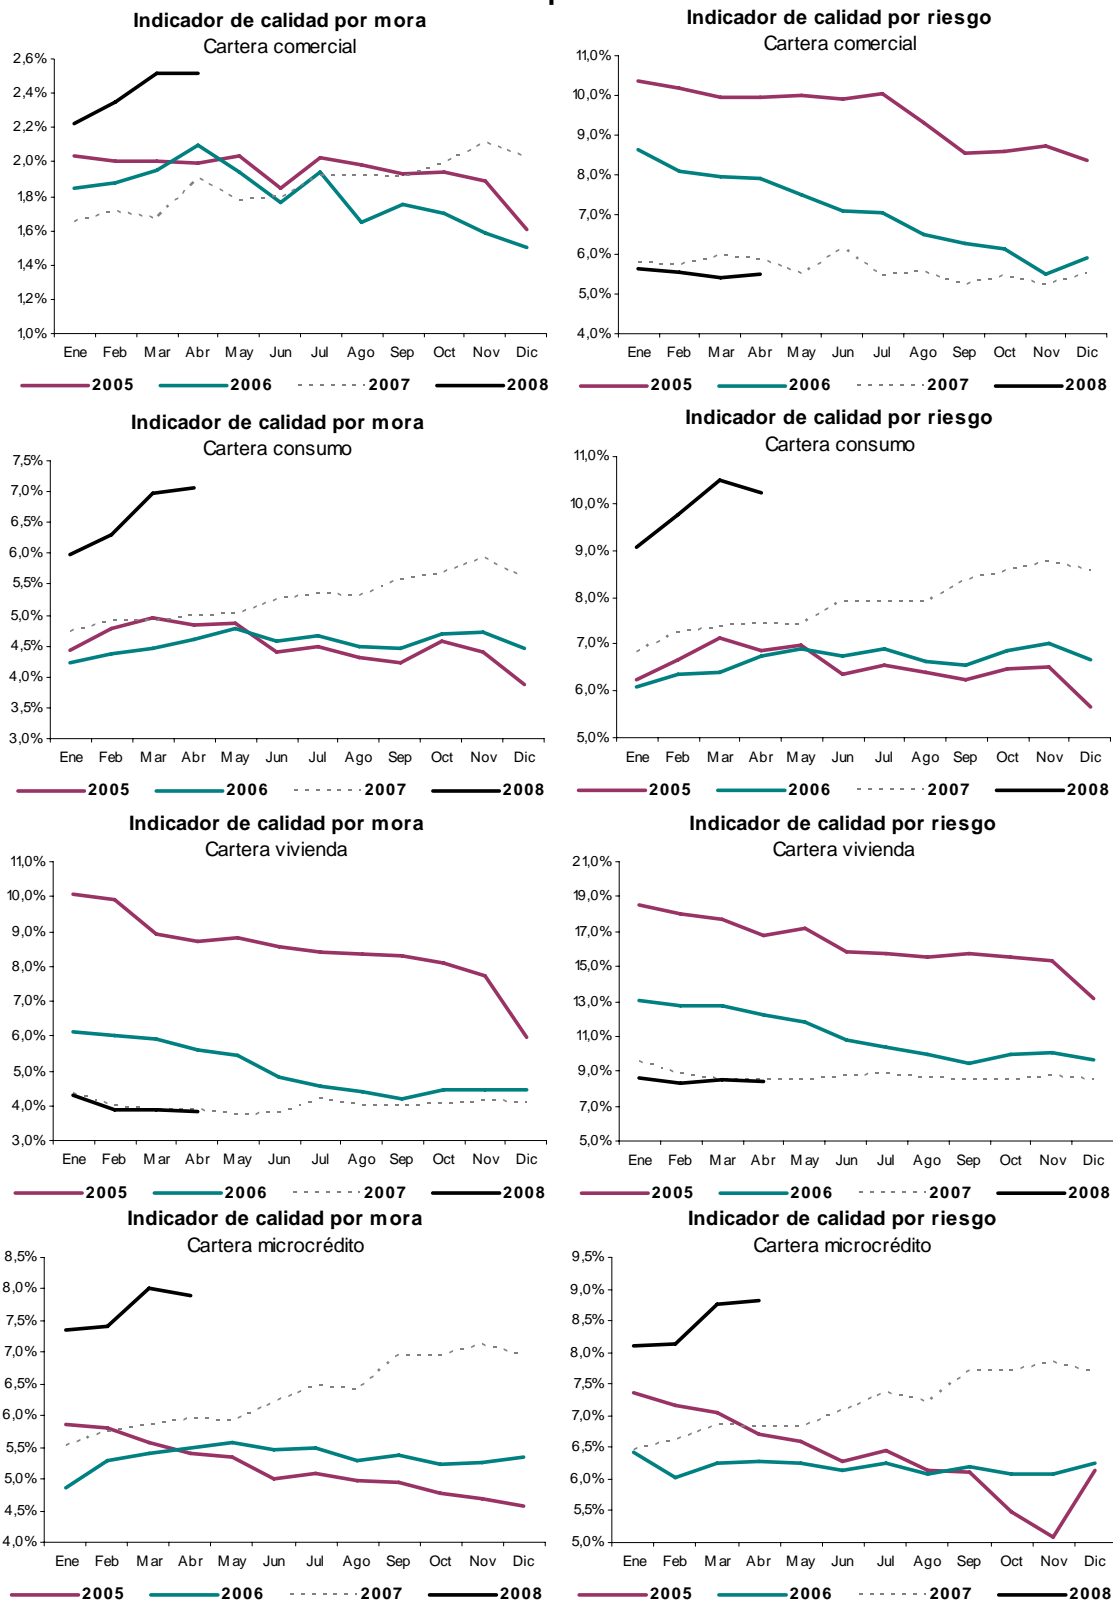 Indicador de calidad por mora
Cartera comercial
2,6%
2,4%
2,2%
2,0%
1,8%
1,6%
1,4%
1,2%
1,0%
Ene Feb Mar Abr May Jun Jul Ago Sep Oct Nov Dic
2005 2006 2007 2008
Indicador de calidad por riesgo
Cartera comercial
11,0%
10,0%
9,0%
8,0%
7,0%
6,0%
5,0%
4,0%
Ene Feb Mar Abr May Jun Jul Ago Sep Oct Nov Dic
2005 2006 2007 2008
Indicador de calidad por mora
Cartera consumo
7,5%
7,0%
6,5%
6,0%
5,5%
5,0%
4,5%
4,0%
3,5%
3,0%
Ene Feb Mar Abr May Jun Jul Ago Sep Oct Nov Dic
2005 2006 2007 2008
Indicador de calidad por riesgo
Cartera consumo
11,0%
10,0%
9,0%
8,0%
7,0%
6,0%
5,0%
Ene Feb Mar Abr May Jun Jul Ago Sep Oct Nov Dic
2005 2006 2007 2008
Indicador de calidad por mora
Cartera vivienda
11,0%
10,0%
9,0%
8,0%
7,0%
6,0%
5,0%
4,0%
3,0%
Ene Feb Mar Abr May Jun Jul Ago Sep Oct Nov Dic
2005 2006 2007 2008
Indicador de calidad por riesgo
Cartera vivienda
21,0%
19,0%
17,0%
15,0%
13,0%
11,0%
9,0%
7,0%
5,0%
Ene Feb Mar Abr May Jun Jul Ago Sep Oct Nov Dic
2005 2006 2007 2008
Indicador de calidad por mora
Cartera microcrédito
8,5%
8,0%
7,5%
7,0%
6,5%
6,0%
5,5%
5,0%
4,5%
4,0%
Ene Feb Mar Abr May Jun Jul Ago Sep Oct Nov Dic
2005 2006 2007 2008
Indicador de calidad por riesgo
Cartera microcrédito
9,5%
9,0%
8,5%
8,0%
7,5%
7,0%
6,5%
6,0%
5,5%
5,0%
Ene Feb Mar Abr May Jun Jul Ago Sep Oct Nov Dic
2005 2006 2007 2008